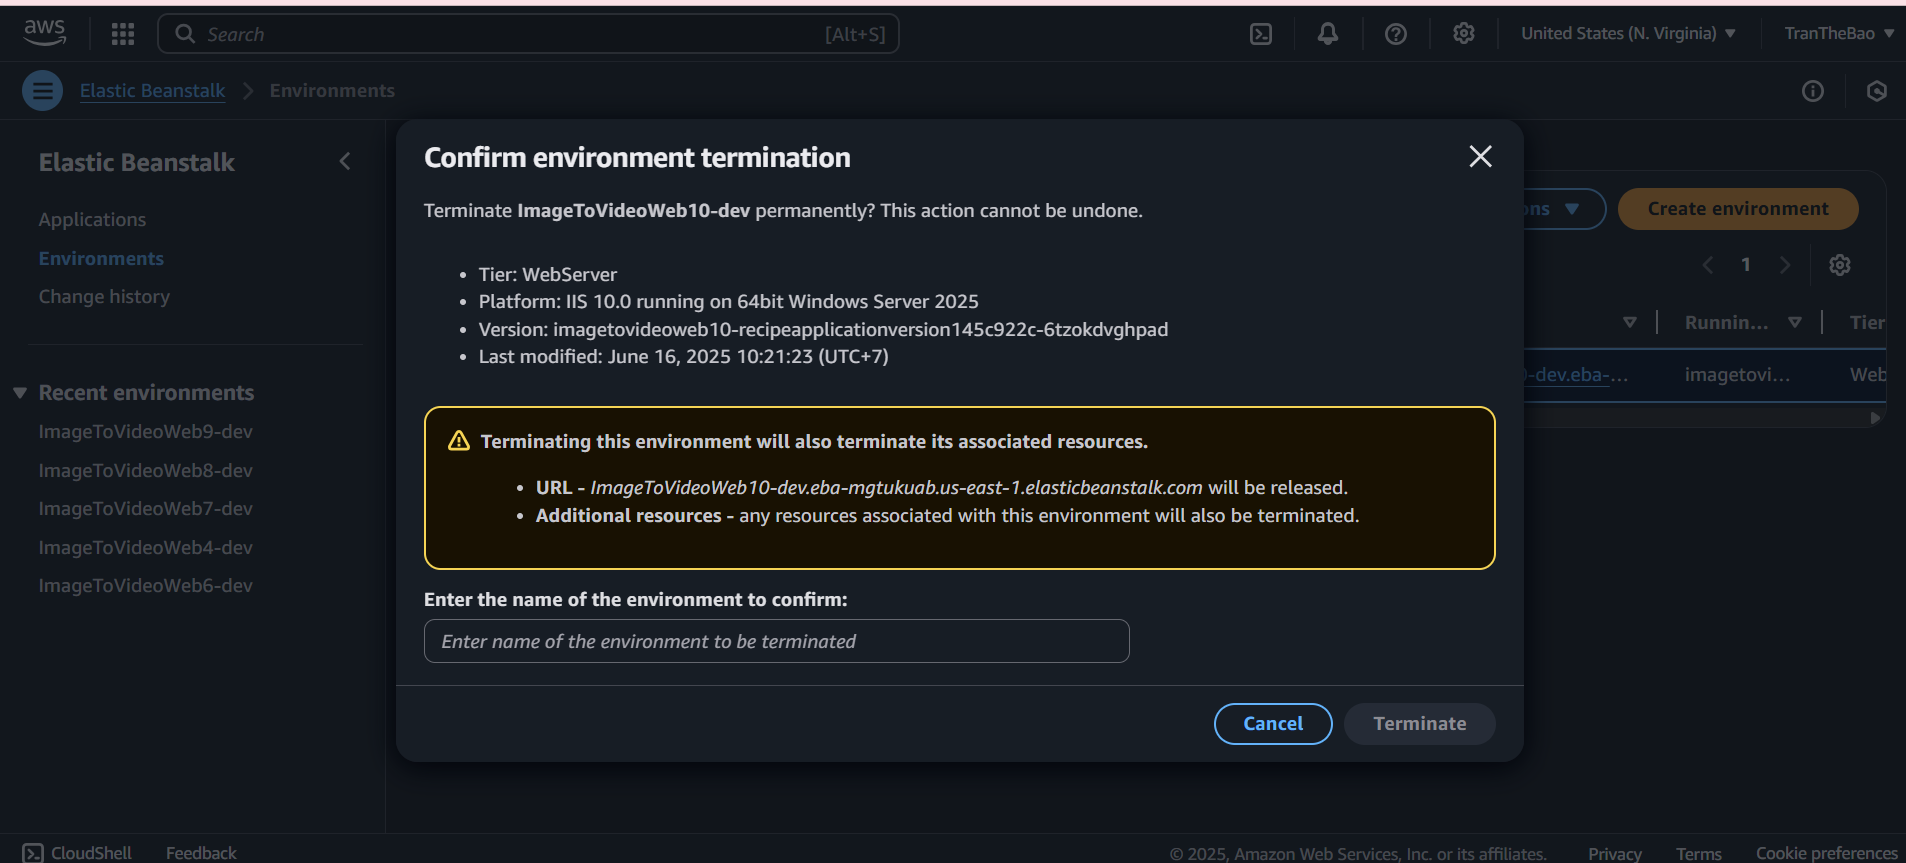 aws
Search [Alt+S]
United States (N. Virginia)
TranTheBao
Elastic Beanstalk
Environments
Elastic Beanstalk
Applications
Environments
Change history
Recent environments
ImageToVideoWeb9-dev
ImageToVideoWeb8-dev
ImageToVideoWeb7-dev
ImageToVideoWeb4-dev
ImageToVideoWeb6-dev
Confirm environment termination
Terminate ImageToVideoWeb10-dev permanently? This action cannot be undone.
• Tier: WebServer
• Platform: IIS 10.0 running on 64bit Windows Server 2025
• Version: imagetovideoweb10-recipeapplicationversion145c922c-6tzokdvghpad
• Last modified: June 16, 2025 10:21:23 (UTC+7)
Terminating this environment will also terminate its associated resources.
• URL - ImageToVideoWeb10-dev.eba-mgtukuab.us-east-1.elasticbeanstalk.com will be released.
• Additional resources - any resources associated with this environment will also be terminated.
Enter the name of the environment to confirm:
Enter name of the environment to be terminated
Cancel
Terminate
ons
Create environment
1
Runnin...
Tier
0-dev.eba-...
imagetovi...
Web
CloudShell
Feedback
© 2025, Amazon Web Services, Inc. or its affiliates.
Privacy
Terms
Cookie preferences